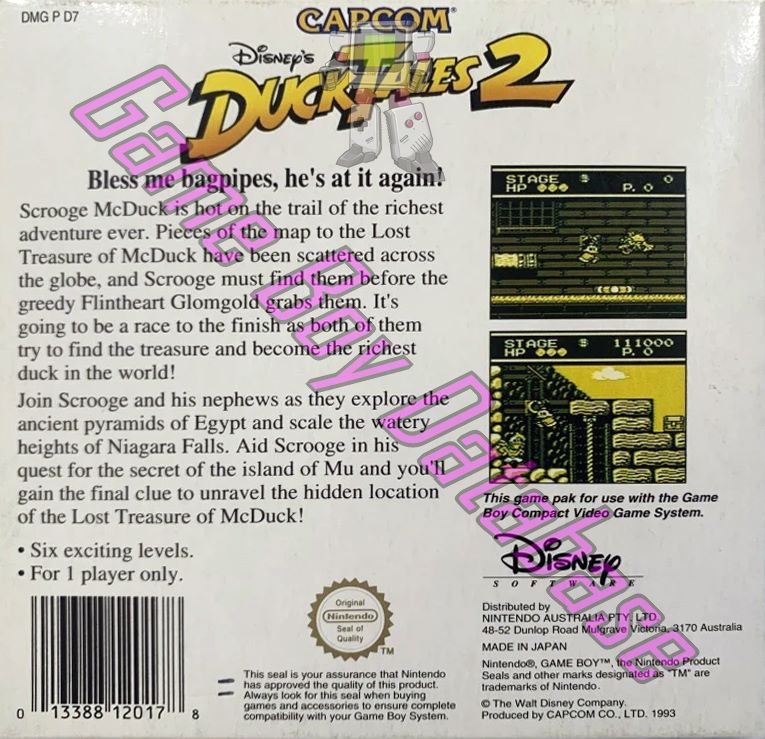 DMG P D7
CAPCOM®
DISNEY'S
DUCKTALES 2
Bless me bagpipes, he's at it again!
Scrooge McDuck is hot on the trail of the richest
adventure ever. Pieces of the map to the Lost
Treasure of McDuck have been scattered across
the globe, and Scrooge must find them before the
greedy Flintheart Glomgold grabs them. It's
going to be a race to the finish as both of them
try to find the treasure and become the richest
duck in the world!
Join Scrooge and his nephews as they explore the
ancient pyramids of Egypt and scale the watery
heights of Niagara Falls. Aid Scrooge in his
quest for the secret of the island of Mu and you'll
gain the final clue to unravel the hidden location
of the Lost Treasure of McDuck!
• Six exciting levels.
• For 1 player only.
STAGE $ 0
HP P. 0
STAGE $ 111000
HP P. 0
This game pak for use with the Game
Boy Compact Video Game System.
DISNEY
SOFTWARE
Distributed by
NINTENDO AUSTRALIA PTY. LTD
48-52 Dunlop Road Mulgrave Victoria, 3170 Australia
MADE IN JAPAN
Nintendo®, GAME BOY™, the Nintendo Product
Seals and other marks designated as "TM" are
trademarks of Nintendo.
© The Walt Disney Company.
Produced by CAPCOM CO., LTD. 1993
Original
Nintendo
Seal of
Quality
TM
This seal is your assurance that Nintendo
has approved the quality of this product.
Always look for this seal when buying
games and accessories to ensure complete
compatibility with your Game Boy System.
0 13388 12017 8
Game Boy Database